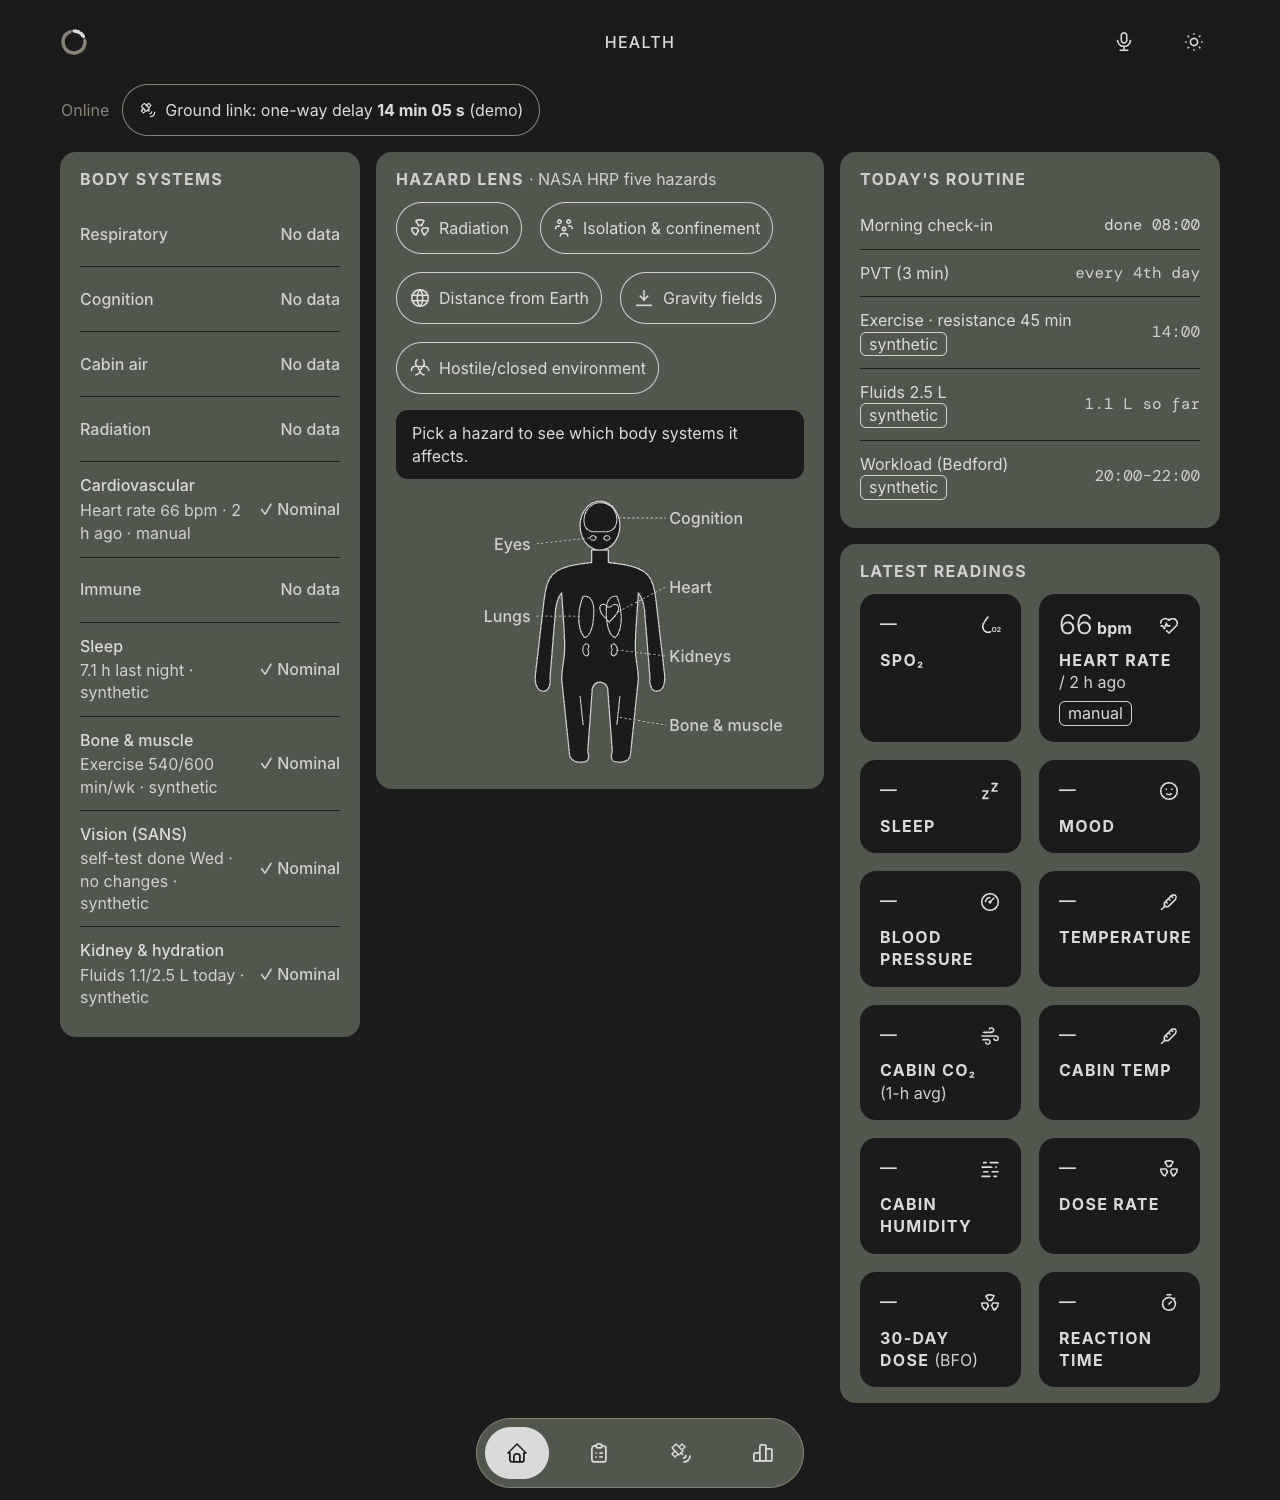 HEALTH
Online
Ground link: one-way delay 14 min 05 s (demo)
BODY SYSTEMS
Respiratory No data
Cognition No data
Cabin air No data
Radiation No data
Cardiovascular
Heart rate 66 bpm · 2
h ago · manual
✓ Nominal
Immune No data
Sleep
7.1 h last night ·
synthetic
✓ Nominal
Bone & muscle
Exercise 540/600
min/wk · synthetic
✓ Nominal
Vision (SANS)
self-test done Wed ·
no changes ·
synthetic
✓ Nominal
Kidney & hydration
Fluids 1.1/2.5 L today ·
synthetic
✓ Nominal
HAZARD LENS · NASA HRP five hazards
Radiation
Isolation & confinement
Distance from Earth
Gravity fields
Hostile/closed environment
Pick a hazard to see which body systems it
affects.
Cognition
Eyes
Heart
Lungs
Kidneys
Bone & muscle
TODAY'S ROUTINE
Morning check-in done 08:00
PVT (3 min) every 4th day
Exercise · resistance 45 min
synthetic
14:00
Fluids 2.5 L
synthetic
1.1 L so far
Workload (Bedford)
synthetic
20:00–22:00
LATEST READINGS
—
O2
SPO₂
66 bpm
HEART RATE
/ 2 h ago
manual
—
zZ
SLEEP
—
MOOD
—
BLOOD
PRESSURE
—
TEMPERATURE
—
CABIN CO₂
(1-h avg)
—
CABIN TEMP
—
CABIN
HUMIDITY
—
DOSE RATE
—
30-DAY
DOSE (BFO)
—
REACTION
TIME